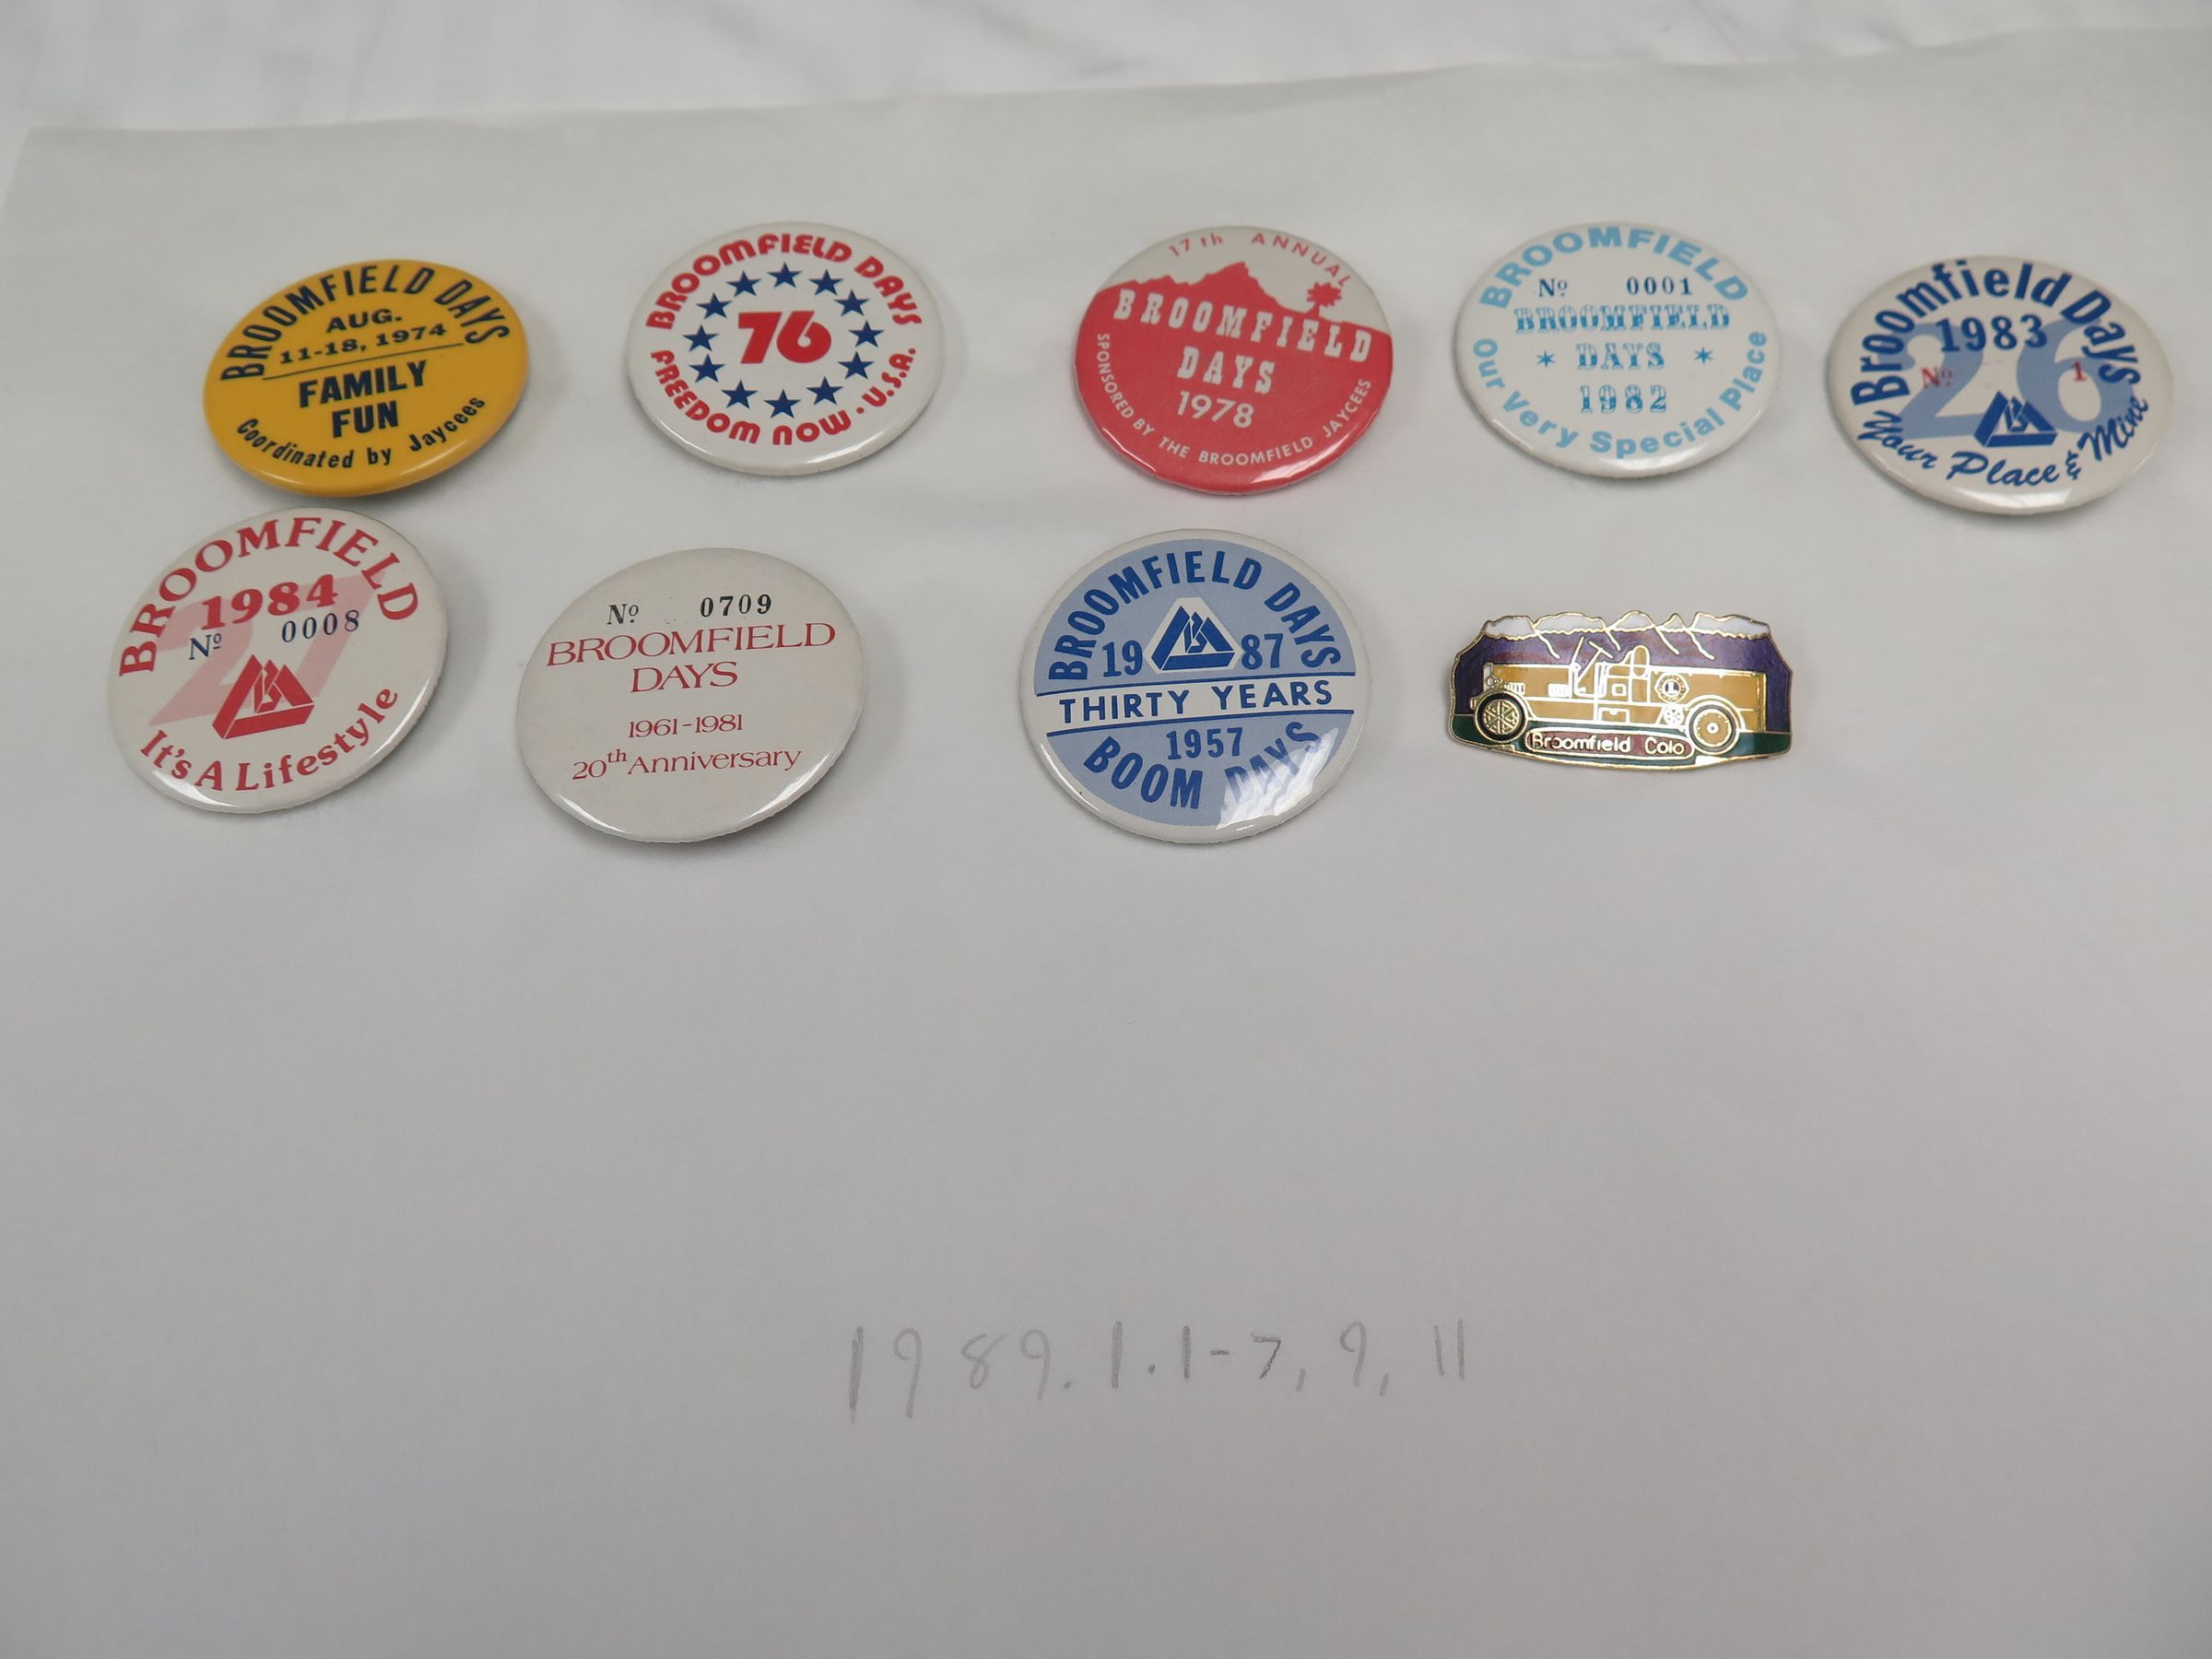 BROOMFIELD DAYS
AUG.
11-18, 1974
FAMILY
FUN
Coordinated by Jaycees
BROOMFIELD DAYS
76
FREEDOM NOW · U.S.A.
17th ANNUAL
BROOMFIELD
DAYS
1978
SPONSORED BY THE BROOMFIELD JAYCEES
BROOMFIELD
Nº 0001
BROOMFIELD
* DAYS *
1982
Our Very Special Place
Broomfield Days
1983
26
Nº 1
Your Place & Mine
BROOMFIELD
1984
27
Nº 0008
It's A Lifestyle
Nº 0709
BROOMFIELD
DAYS
1961-1981
20th Anniversary
BROOMFIELD DAYS
19 87
THIRTY YEARS
1957
BOOM DAYS
L
Broomfield Colo
1989.1.1-7, 9, 11